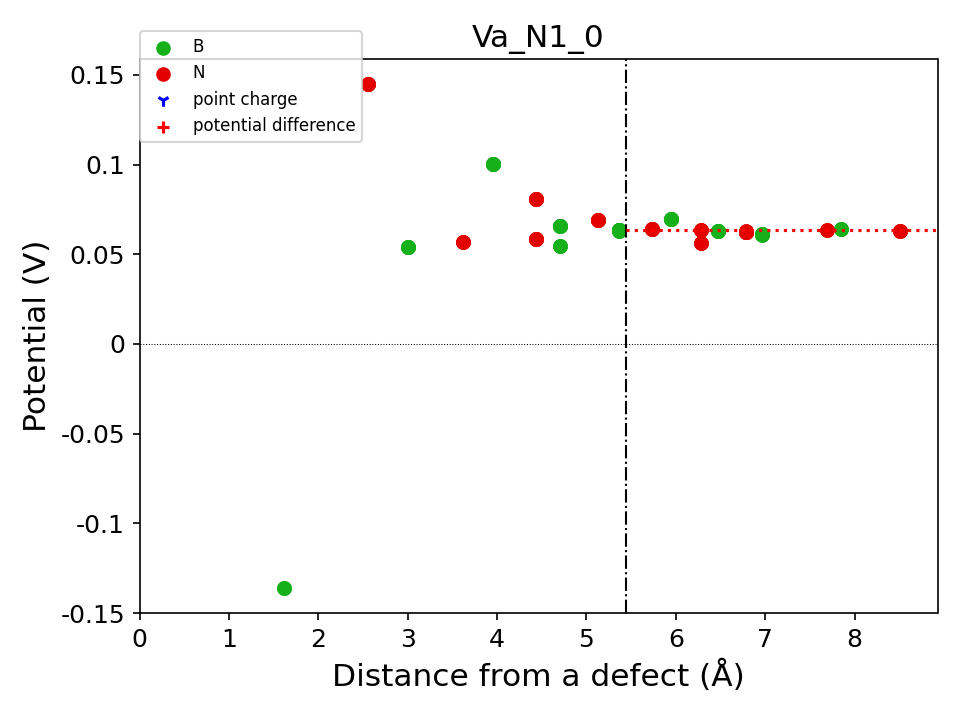 Va_N1_0
B
N
point charge
potential difference
0.15
0.1
0.05
0
-0.05
-0.1
-0.15
Potential (V)
0 1 2 3 4 5 6 7 8
Distance from a defect (Å)